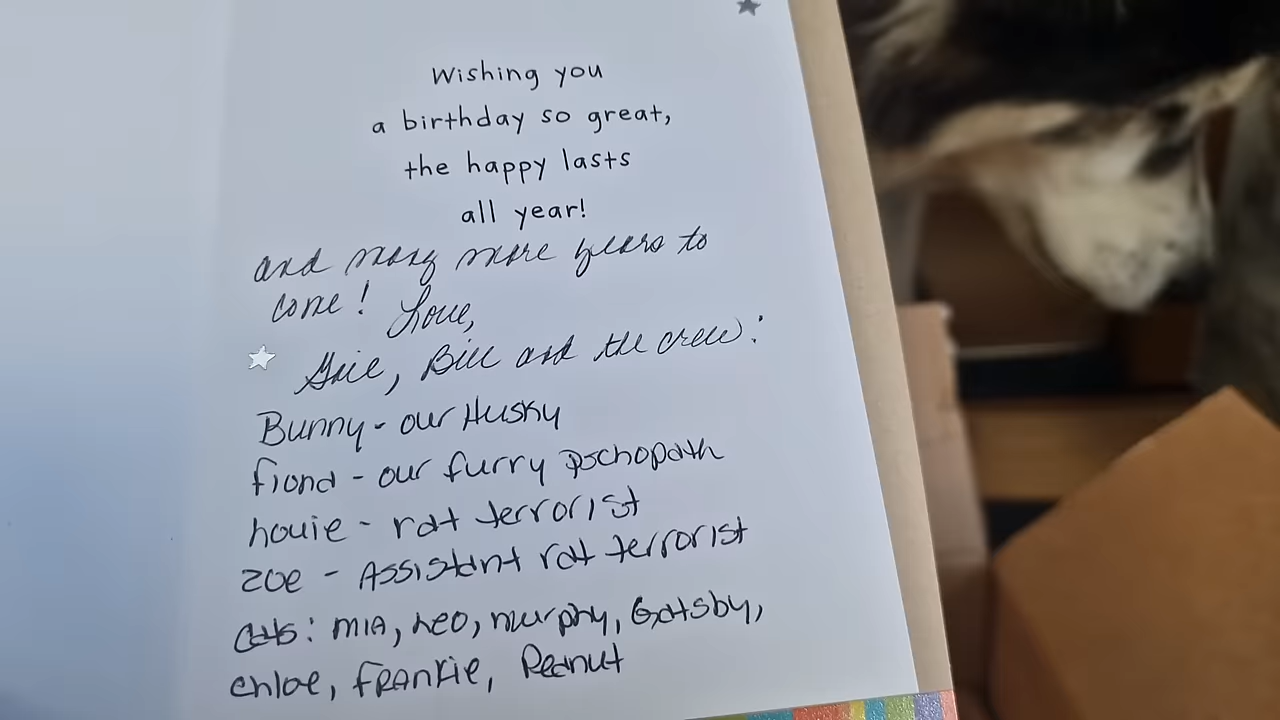 Wishing you
a birthday so great,
the happy lasts
all year!
and many more years to
come! Love,
Bill and the crew:
Bunny - our Husky
fiona - our furry Pschopath
houie - rat terrorist
zoe - Assistant rat terrorist
Cats: MIA, Leo, murphy, Gatsby,
chloe, FRANKie, Peanut